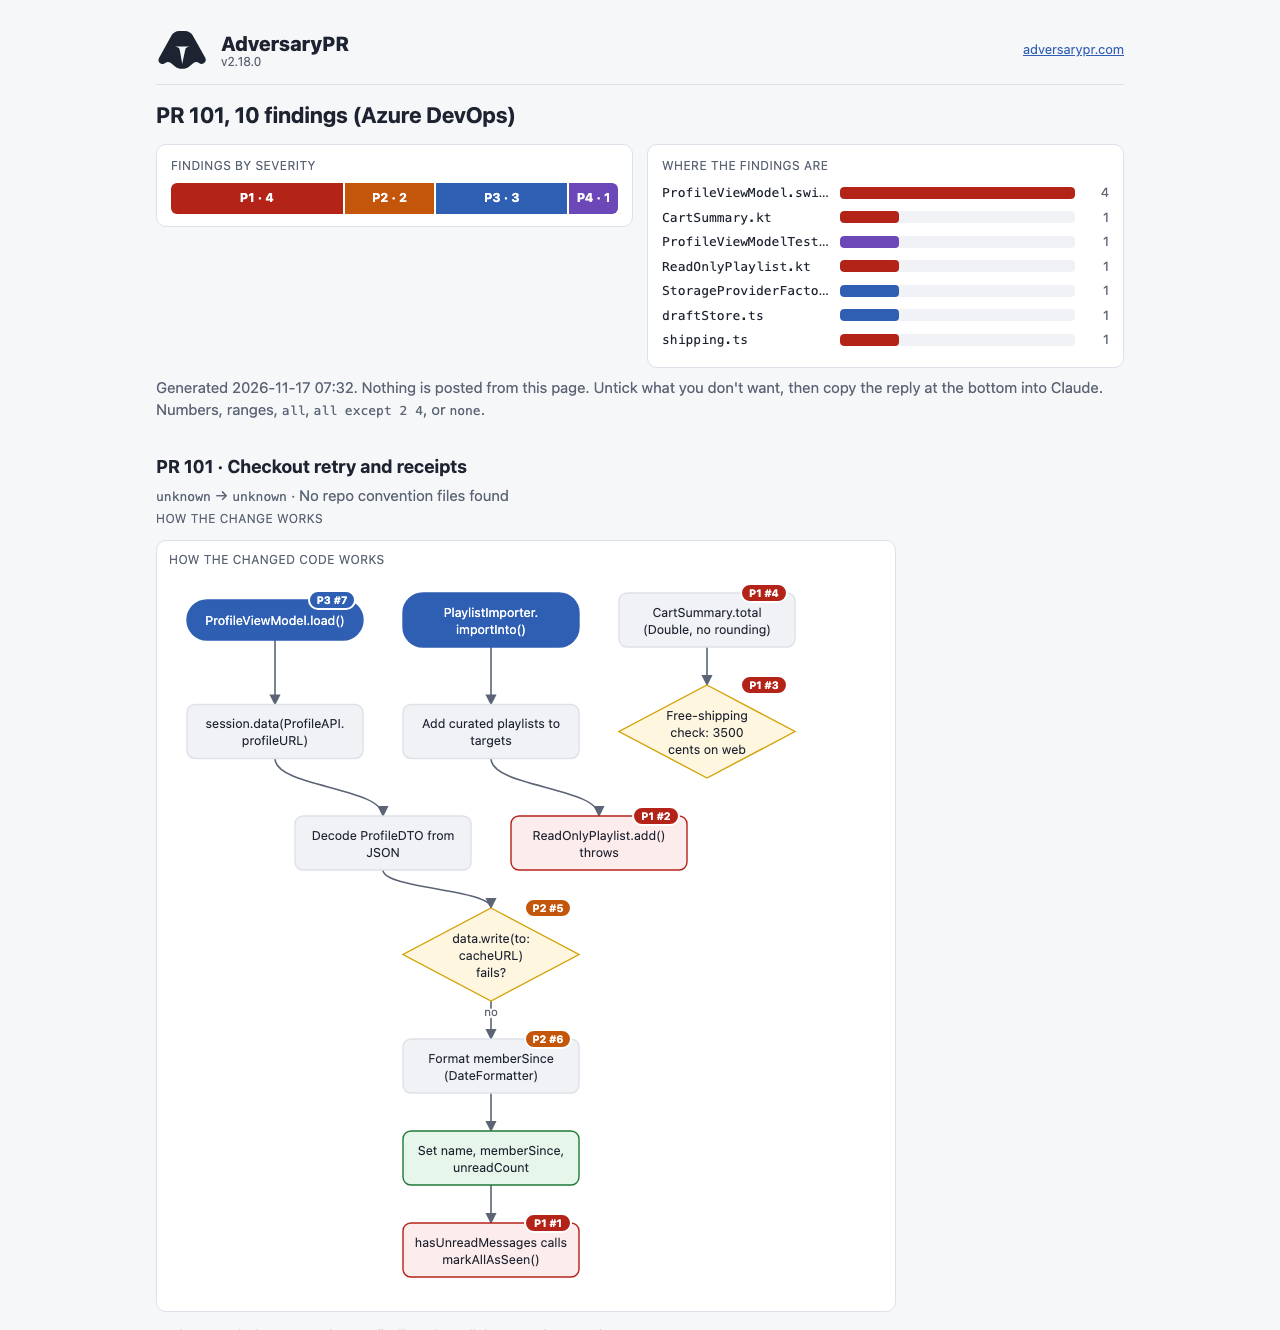 AdversaryPR
v2.18.0
adversarypr.com
PR 101, 10 findings (Azure DevOps)
FINDINGS BY SEVERITY
P1 · 4
P2 · 2
P3 · 3
P4 · 1
WHERE THE FINDINGS ARE
ProfileViewModel.swi… 4
CartSummary.kt 1
ProfileViewModelTest… 1
ReadOnlyPlaylist.kt 1
StorageProviderFacto… 1
draftStore.ts 1
shipping.ts 1
Generated 2026-11-17 07:32. Nothing is posted from this page. Untick what you don't want, then copy the reply at the bottom into Claude.
Numbers, ranges, all, all except 2 4, or none.
PR 101 · Checkout retry and receipts
unknown → unknown · No repo convention files found
HOW THE CHANGE WORKS
HOW THE CHANGED CODE WORKS
P3 #7
ProfileViewModel.load()
PlaylistImporter.
importInto()
P1 #4
CartSummary.total
(Double, no rounding)
session.data(ProfileAPI.
profileURL)
Add curated playlists to
targets
P1 #3
Free-shipping
check: 3500
cents on web
Decode ProfileDTO from
JSON
P1 #2
ReadOnlyPlaylist.add()
throws
P2 #5
data.write(to:
cacheURL)
fails?
no
P2 #6
Format memberSince
(DateFormatter)
Set name, memberSince,
unreadCount
P1 #1
hasUnreadMessages calls
markAllAsSeen()